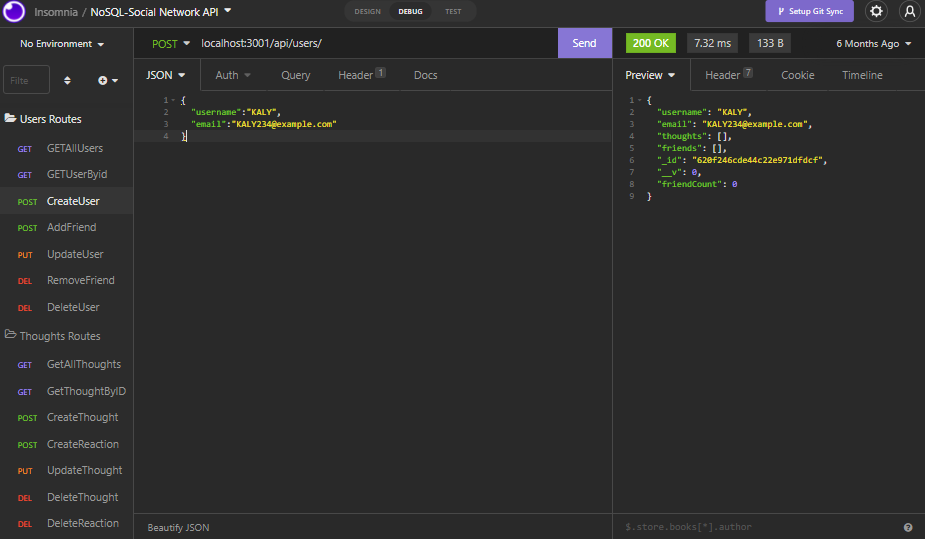 Insomnia / NoSQL-Social Network API
DESIGN DEBUG TEST
Setup Git Sync
No Environment
POST localhost:3001/api/users/ Send
200 OK 7.32 ms 133 B 6 Months Ago
Filte
JSON Auth Query Header 1 Docs
Preview Header 7 Cookie Timeline
Users Routes
GET GETAllUsers
GET GETUserByid
POST CreateUser
POST AddFriend
PUT UpdateUser
DEL RemoveFriend
DEL DeleteUser
Thoughts Routes
GET GetAllThoughts
GET GetThoughtByID
POST CreateThought
POST CreateReaction
PUT UpdateThought
DEL DeleteThought
DEL DeleteReaction
1 {
2 "username":"KALY",
3 "email":"KALY234@example.com"
4 }
Beautify JSON
1 {
2 "username": "KALY",
3 "email": "KALY234@example.com",
4 "thoughts": [],
5 "friends": [],
6 "_id": "620f246cde44c22e971dfdcf",
7 "__v": 0,
8 "friendCount": 0
9 }
$.store.books[*].author